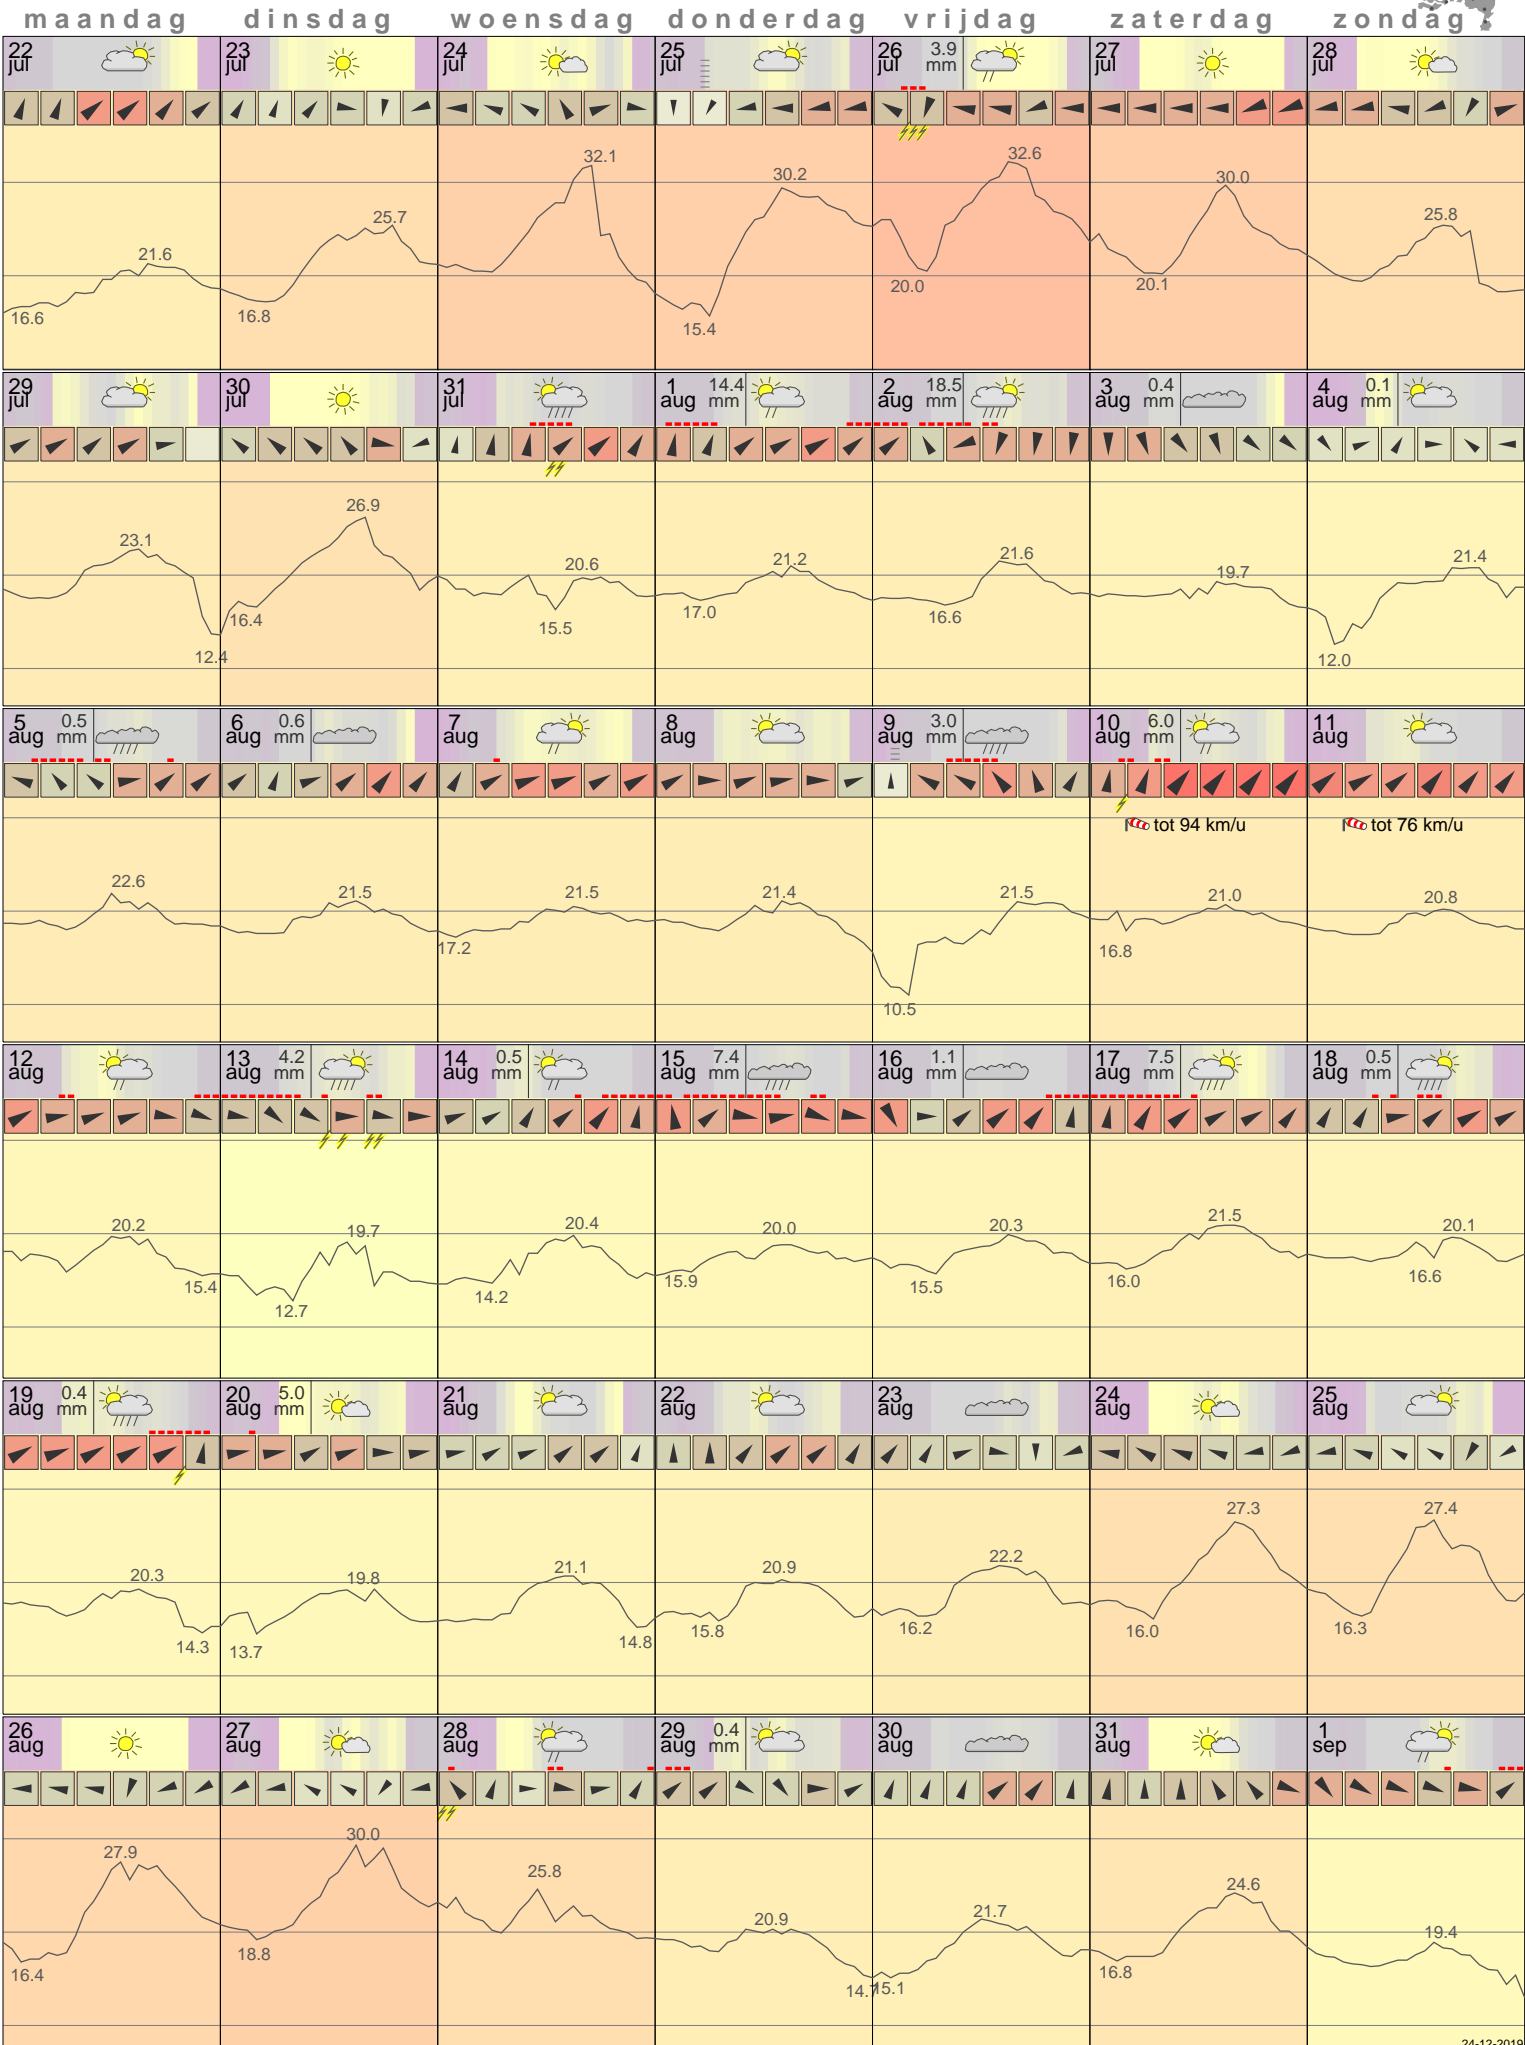 maandag dinsdag woensdag donderdag vrijdag zaterdag zondag
22 jul
23 jul
24 jul
25 jul
26 jul 3.9 mm
27 jul
28 jul
21.6
16.6
25.7
16.8
32.1
30.2
15.4
32.6
20.0
30.0
20.1
25.8
29 jul
30 jul
31 jul
1 aug 14.4 mm
2 aug 18.5 mm
3 aug 0.4 mm
4 aug 0.1 mm
23.1
12.4
26.9
16.4
20.6
15.5
21.2
17.0
21.6
16.6
19.7
21.4
12.0
5 aug 0.5 mm
6 aug 0.6 mm
7 aug
8 aug
9 aug 3.0 mm
10 aug 6.0 mm
11 aug
tot 94 km/u
tot 76 km/u
22.6
21.5
21.5
17.2
21.4
21.5
10.5
21.0
16.8
20.8
12 aug
13 aug 4.2 mm
14 aug 0.5 mm
15 aug 7.4 mm
16 aug 1.1 mm
17 aug 7.5 mm
18 aug 0.5 mm
20.2
15.4
19.7
12.7
20.4
14.2
20.0
15.9
20.3
15.5
21.5
16.0
20.1
16.6
19 aug 0.4 mm
20 aug 5.0 mm
21 aug
22 aug
23 aug
24 aug
25 aug
20.3
14.3
19.8
13.7
21.1
14.8
20.9
15.8
22.2
16.2
27.3
16.0
27.4
16.3
26 aug
27 aug
28 aug
29 aug 0.4 mm
30 aug
31 aug
1 sep
27.9
16.4
30.0
18.8
25.8
20.9
14.7
21.7
15.1
24.6
16.8
19.4
24-12-2019